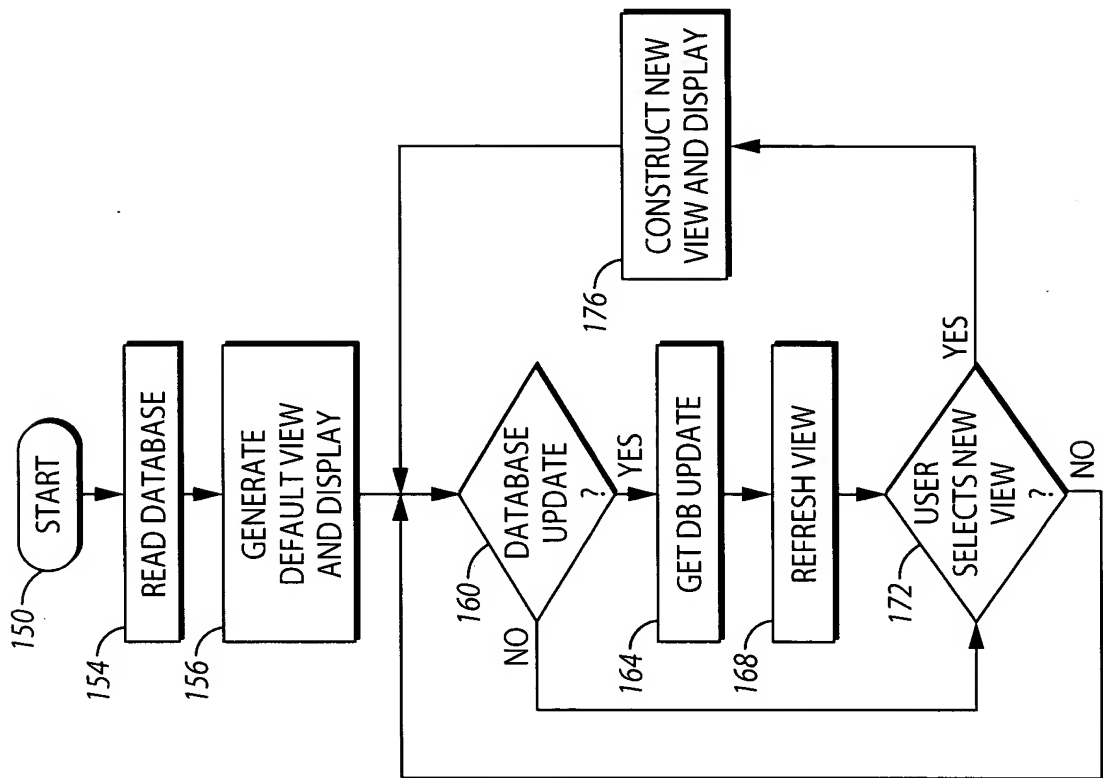 START
150
READ DATABASE
154
GENERATE
DEFAULT VIEW
AND DISPLAY
156
DATABASE
UPDATE
?
160
NO
YES
GET DB UPDATE
164
REFRESH VIEW
168
USER
SELECTS NEW
VIEW
?
172
YES
NO
CONSTRUCT NEW
VIEW AND DISPLAY
176